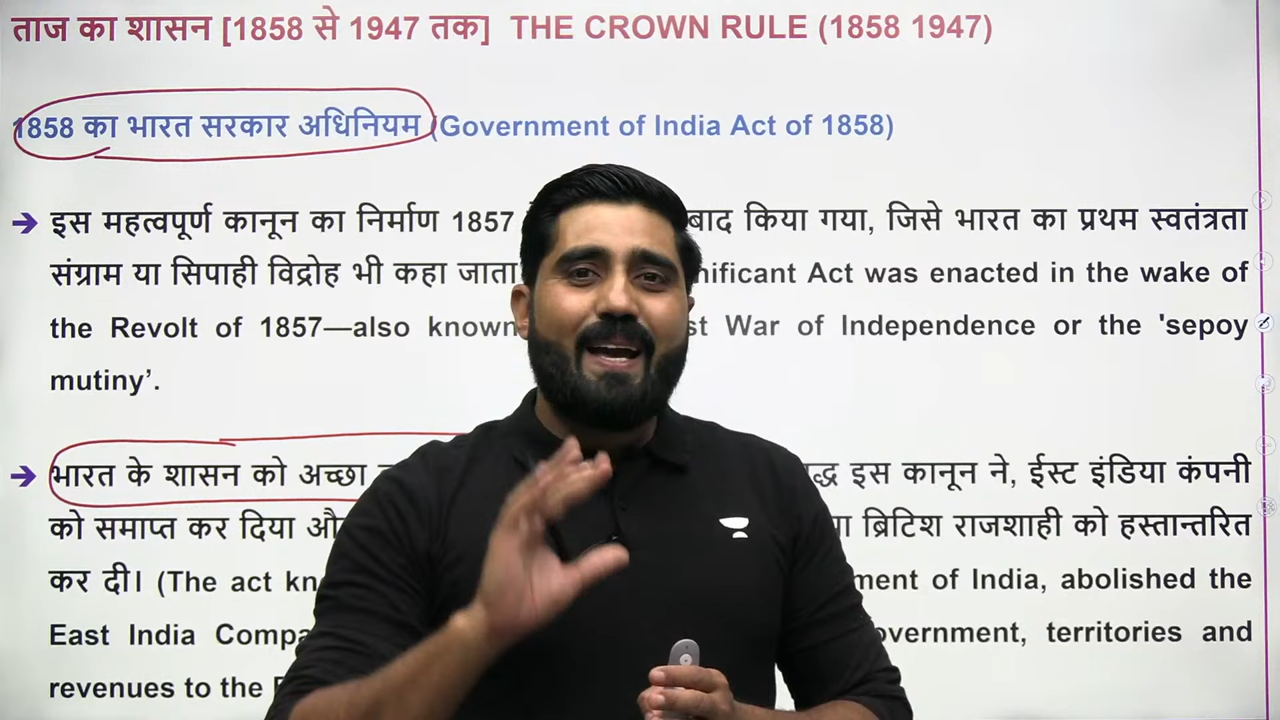 ताज का शासन [1858 से 1947 तक] THE CROWN RULE (1858 1947)
1858 का भारत सरकार अधिनियम (Government of India Act of 1858)
→ इस महत्वपूर्ण कानून का निर्माण 1857 बाद किया गया, जिसे भारत का प्रथम स्वतंत्रता
संग्राम या सिपाही विद्रोह भी कहा जाता nificant Act was enacted in the wake of
the Revolt of 1857—also known st War of Independence or the 'sepoy
mutiny’.
→ भारत के शासन को अच्छा इस कानून ने, ईस्ट इंडिया कंपनी
को समाप्त कर दिया ब्रिटिश राजशाही को हस्तान्तरित
कर दी। (The act ment of India, abolished the
East India overnment, territories and
revenues to the